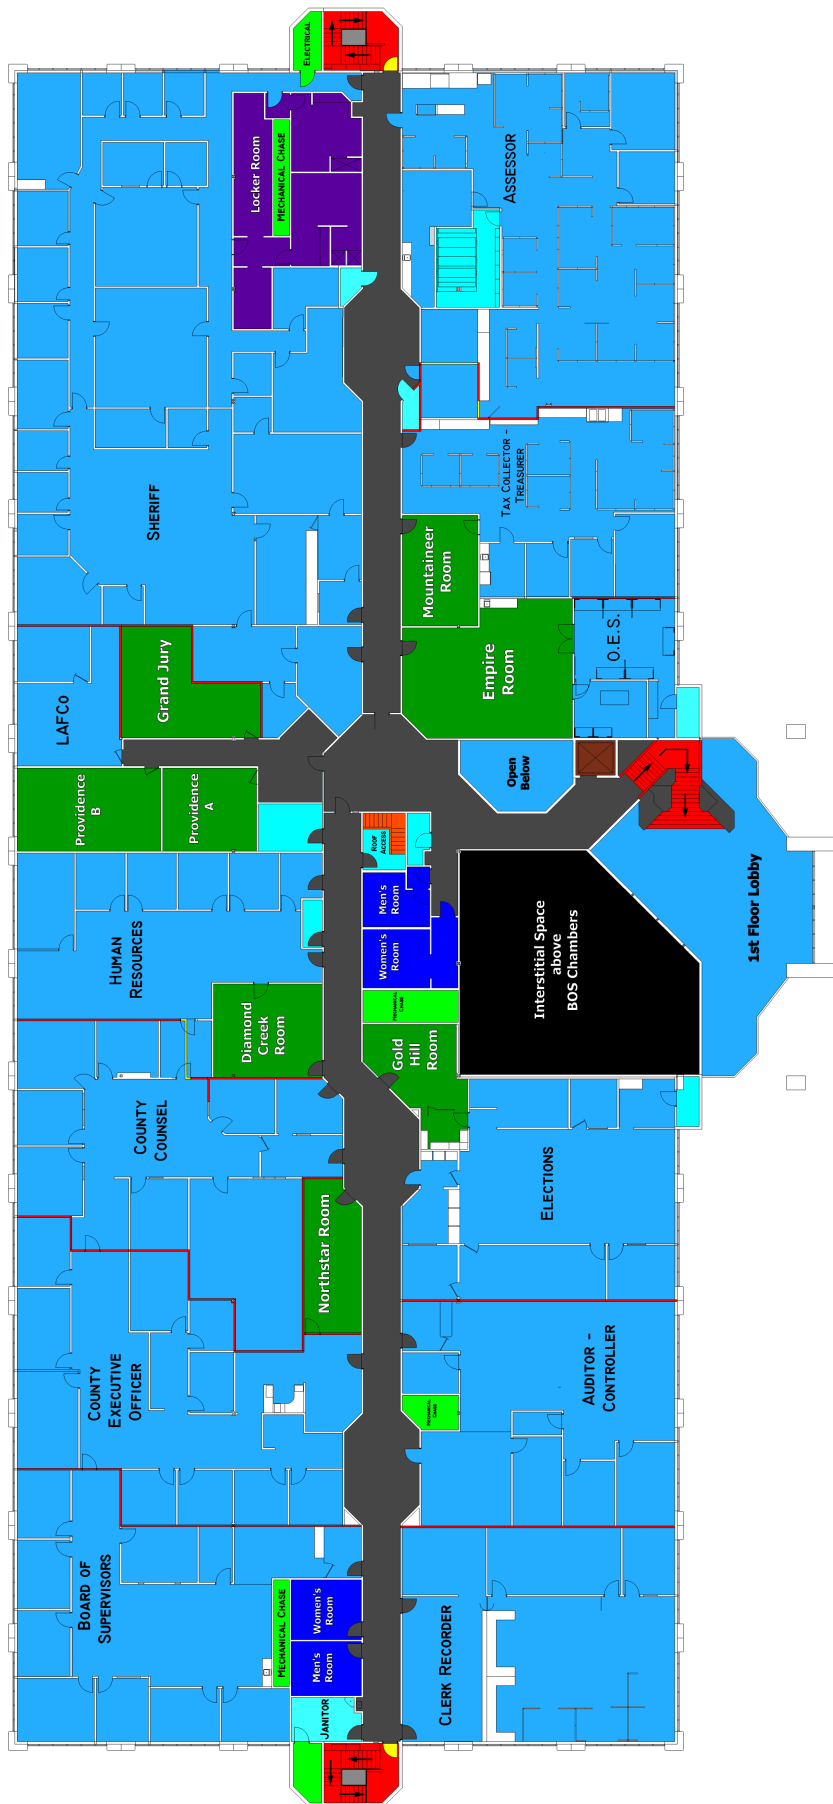 ELECTRICAL
Locker Room
MECHANICAL CHASE
ASSESSOR
SHERIFF
TAX COLLECTOR -
TREASURER
Mountaineer
Room
Grand Jury
LAFCO
Empire
Room
O.E.S.
Open
Below
Providence
B
Providence
A
ROOF
ACCESS
Men's
Room
Women's
Room
1st Floor Lobby
Interstitial Space
above
BOS Chambers
HUMAN
RESOURCES
MECHANICAL
CHASE
Diamond
Creek
Room
Gold
Hill
Room
COUNTY
COUNSEL
ELECTIONS
Northstar Room
COUNTY
EXECUTIVE
OFFICER
AUDITOR -
CONTROLLER
MECHANICAL
CHASE
BOARD OF
SUPERVISORS
MECHANICAL CHASE
Women's
Room
Men's
Room
CLERK RECORDER
JANITOR